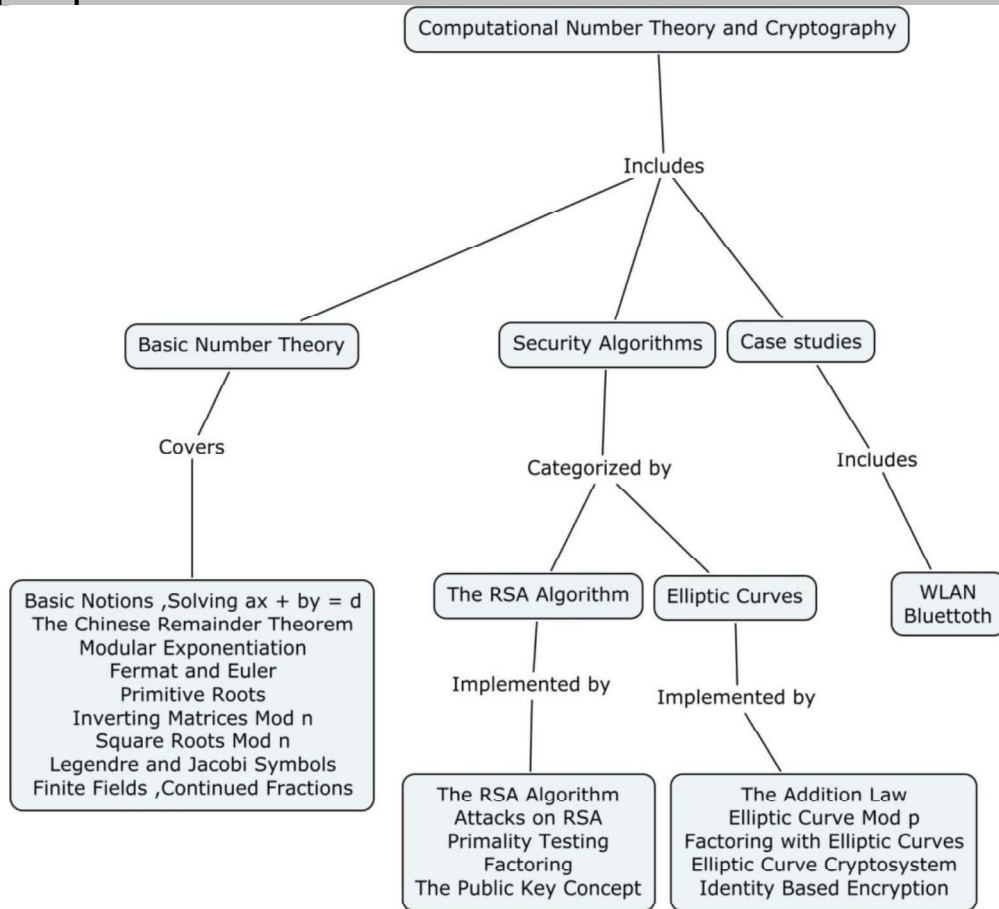 Computational Number Theory and Cryptography
Includes
Basic Number Theory
Security Algorithms
Case studies
Covers
Categorized by
Includes
Basic Notions ,Solving ax + by = d
The Chinese Remainder Theorem
Modular Exponentiation
Fermat and Euler
Primitive Roots
Inverting Matrices Mod n
Square Roots Mod n
Legendre and Jacobi Symbols
Finite Fields ,Continued Fractions
The RSA Algorithm
Elliptic Curves
WLAN
Bluettoth
Implemented by
Implemented by
The RSA Algorithm
Attacks on RSA
Primality Testing
Factoring
The Public Key Concept
The Addition Law
Elliptic Curve Mod p
Factoring with Elliptic Curves
Elliptic Curve Cryptosystem
Identity Based Encryption